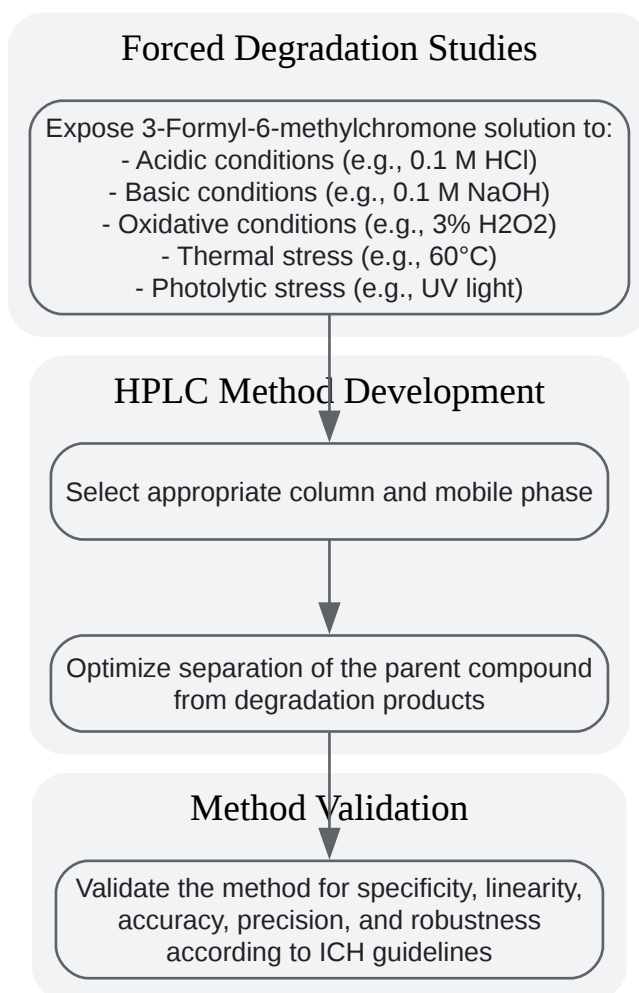 Forced Degradation Studies
Expose 3-Formyl-6-methylchromone solution to:
- Acidic conditions (e.g., 0.1 M HCl)
- Basic conditions (e.g., 0.1 M NaOH)
- Oxidative conditions (e.g., 3% H2O2)
- Thermal stress (e.g., 60°C)
- Photolytic stress (e.g., UV light)
HPLC Method Development
Select appropriate column and mobile phase
Optimize separation of the parent compound
from degradation products
Method Validation
Validate the method for specificity, linearity,
accuracy, precision, and robustness
according to ICH guidelines